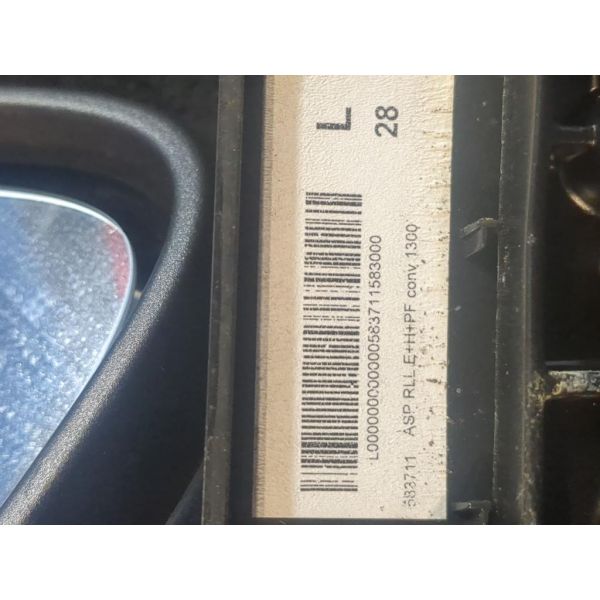 L
28
L0000000000000583711583000
583711 ASP RLL E+H+PF conv 1300